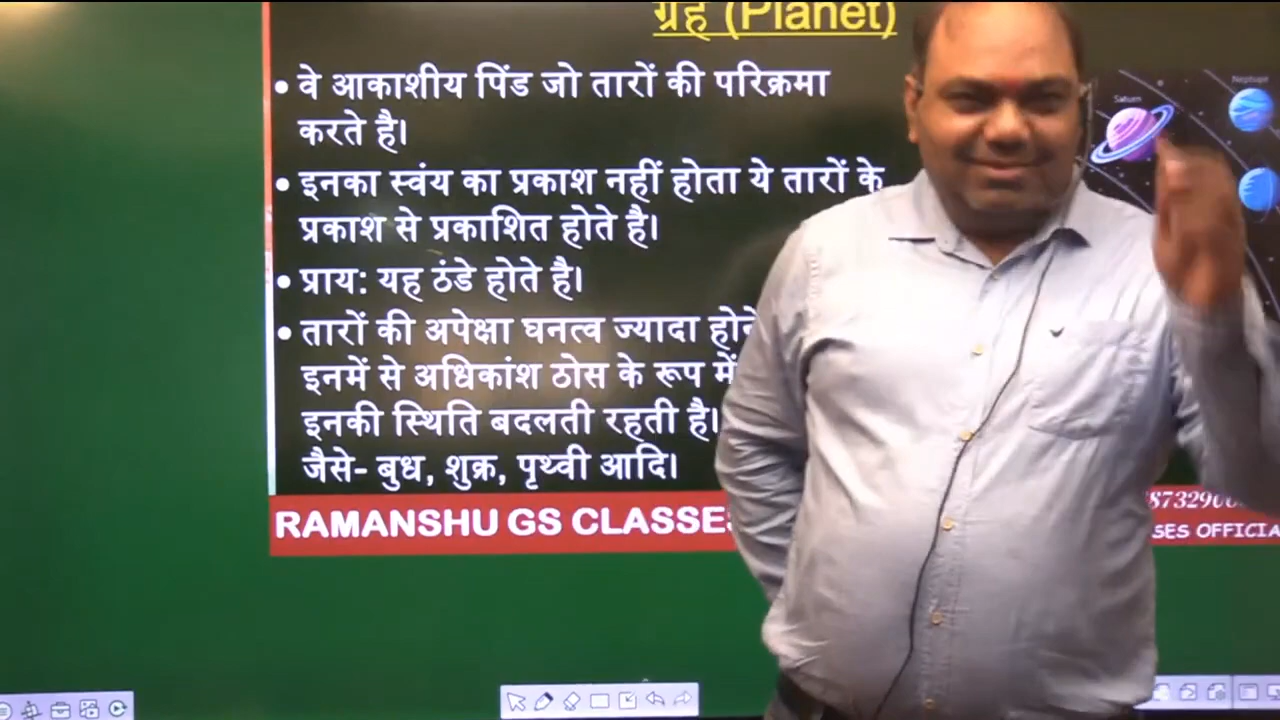 ग्रह (Planet)
• वे आकाशीय पिंड जो तारों की परिक्रमा
करते है।
• इनका स्वंय का प्रकाश नहीं होता ये तारों के
प्रकाश से प्रकाशित होते है।
• प्राय: यह ठंडे होते है।
• तारों की अपेक्षा घनत्व ज्यादा
इनमें से अधिकांश ठोस के रूप में
इनकी स्थिति बदलती रहती है।
जैसे- बुध, शुक्र, पृथ्वी आदि।
Saturn
Neptune
RAMANSHU GS CLASSES
OFFICIA